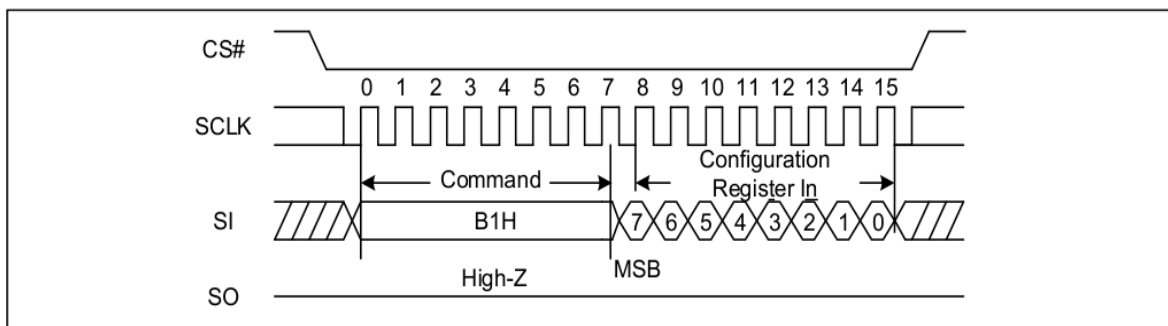 CS#
0 1 2 3 4 5 6 7 8 9 10 11 12 13 14 15
SCLK
Command
Configuration
Register In
SI
B1H
7 6 5 4 3 2 1 0
MSB
High-Z
SO